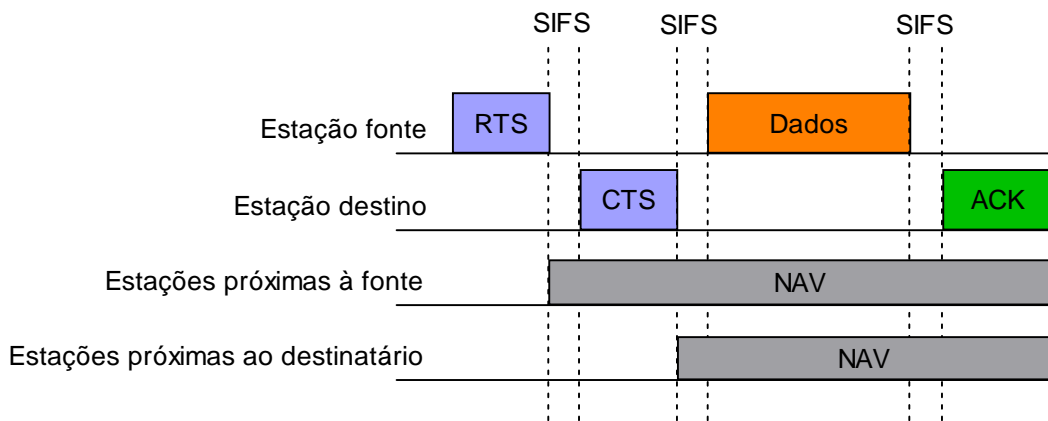 SIFS
SIFS
SIFS
Estação fonte
RTS
Dados
Estação destino
CTS
ACK
Estações próximas à fonte
NAV
Estações próximas ao destinatário
NAV